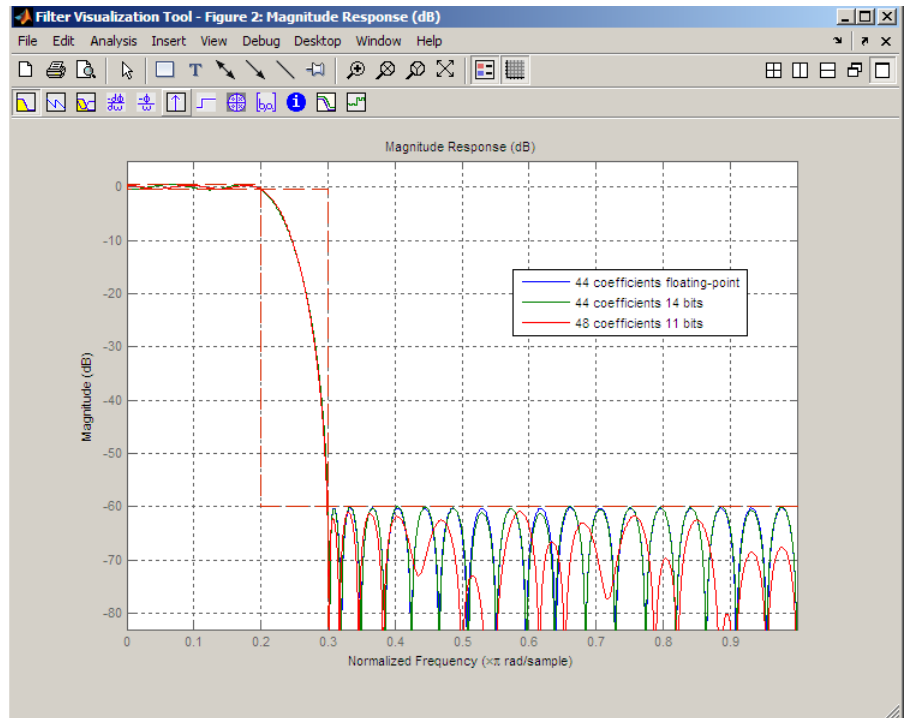 Filter Visualization Tool - Figure 2: Magnitude Response (dB)
File Edit Analysis Insert View Debug Desktop Window Help
Magnitude Response (dB)
0
-10
-20
-30
-40
-50
-60
-70
-80
Magnitude (dB)
44 coefficients floating-point
44 coefficients 14 bits
48 coefficients 11 bits
0 0.1 0.2 0.3 0.4 0.5 0.6 0.7 0.8 0.9
Normalized Frequency (×π rad/sample)